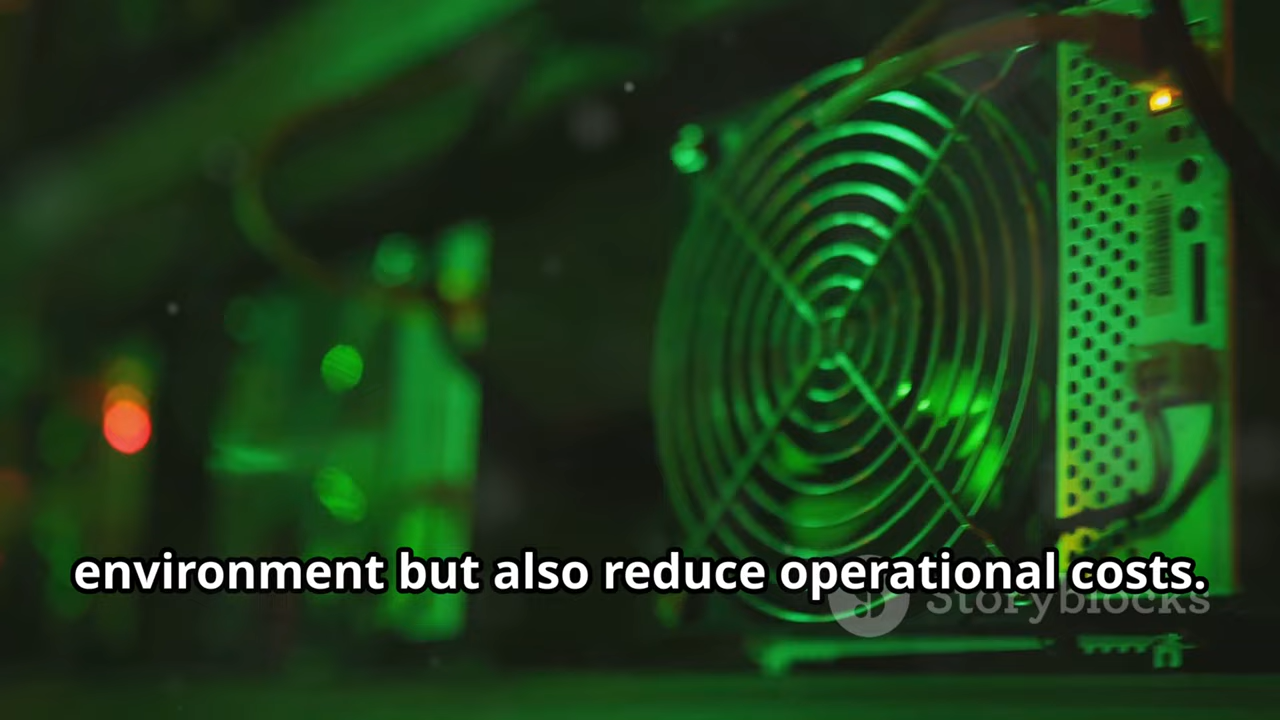 environment but also reduce operational costs.
Storyblocks